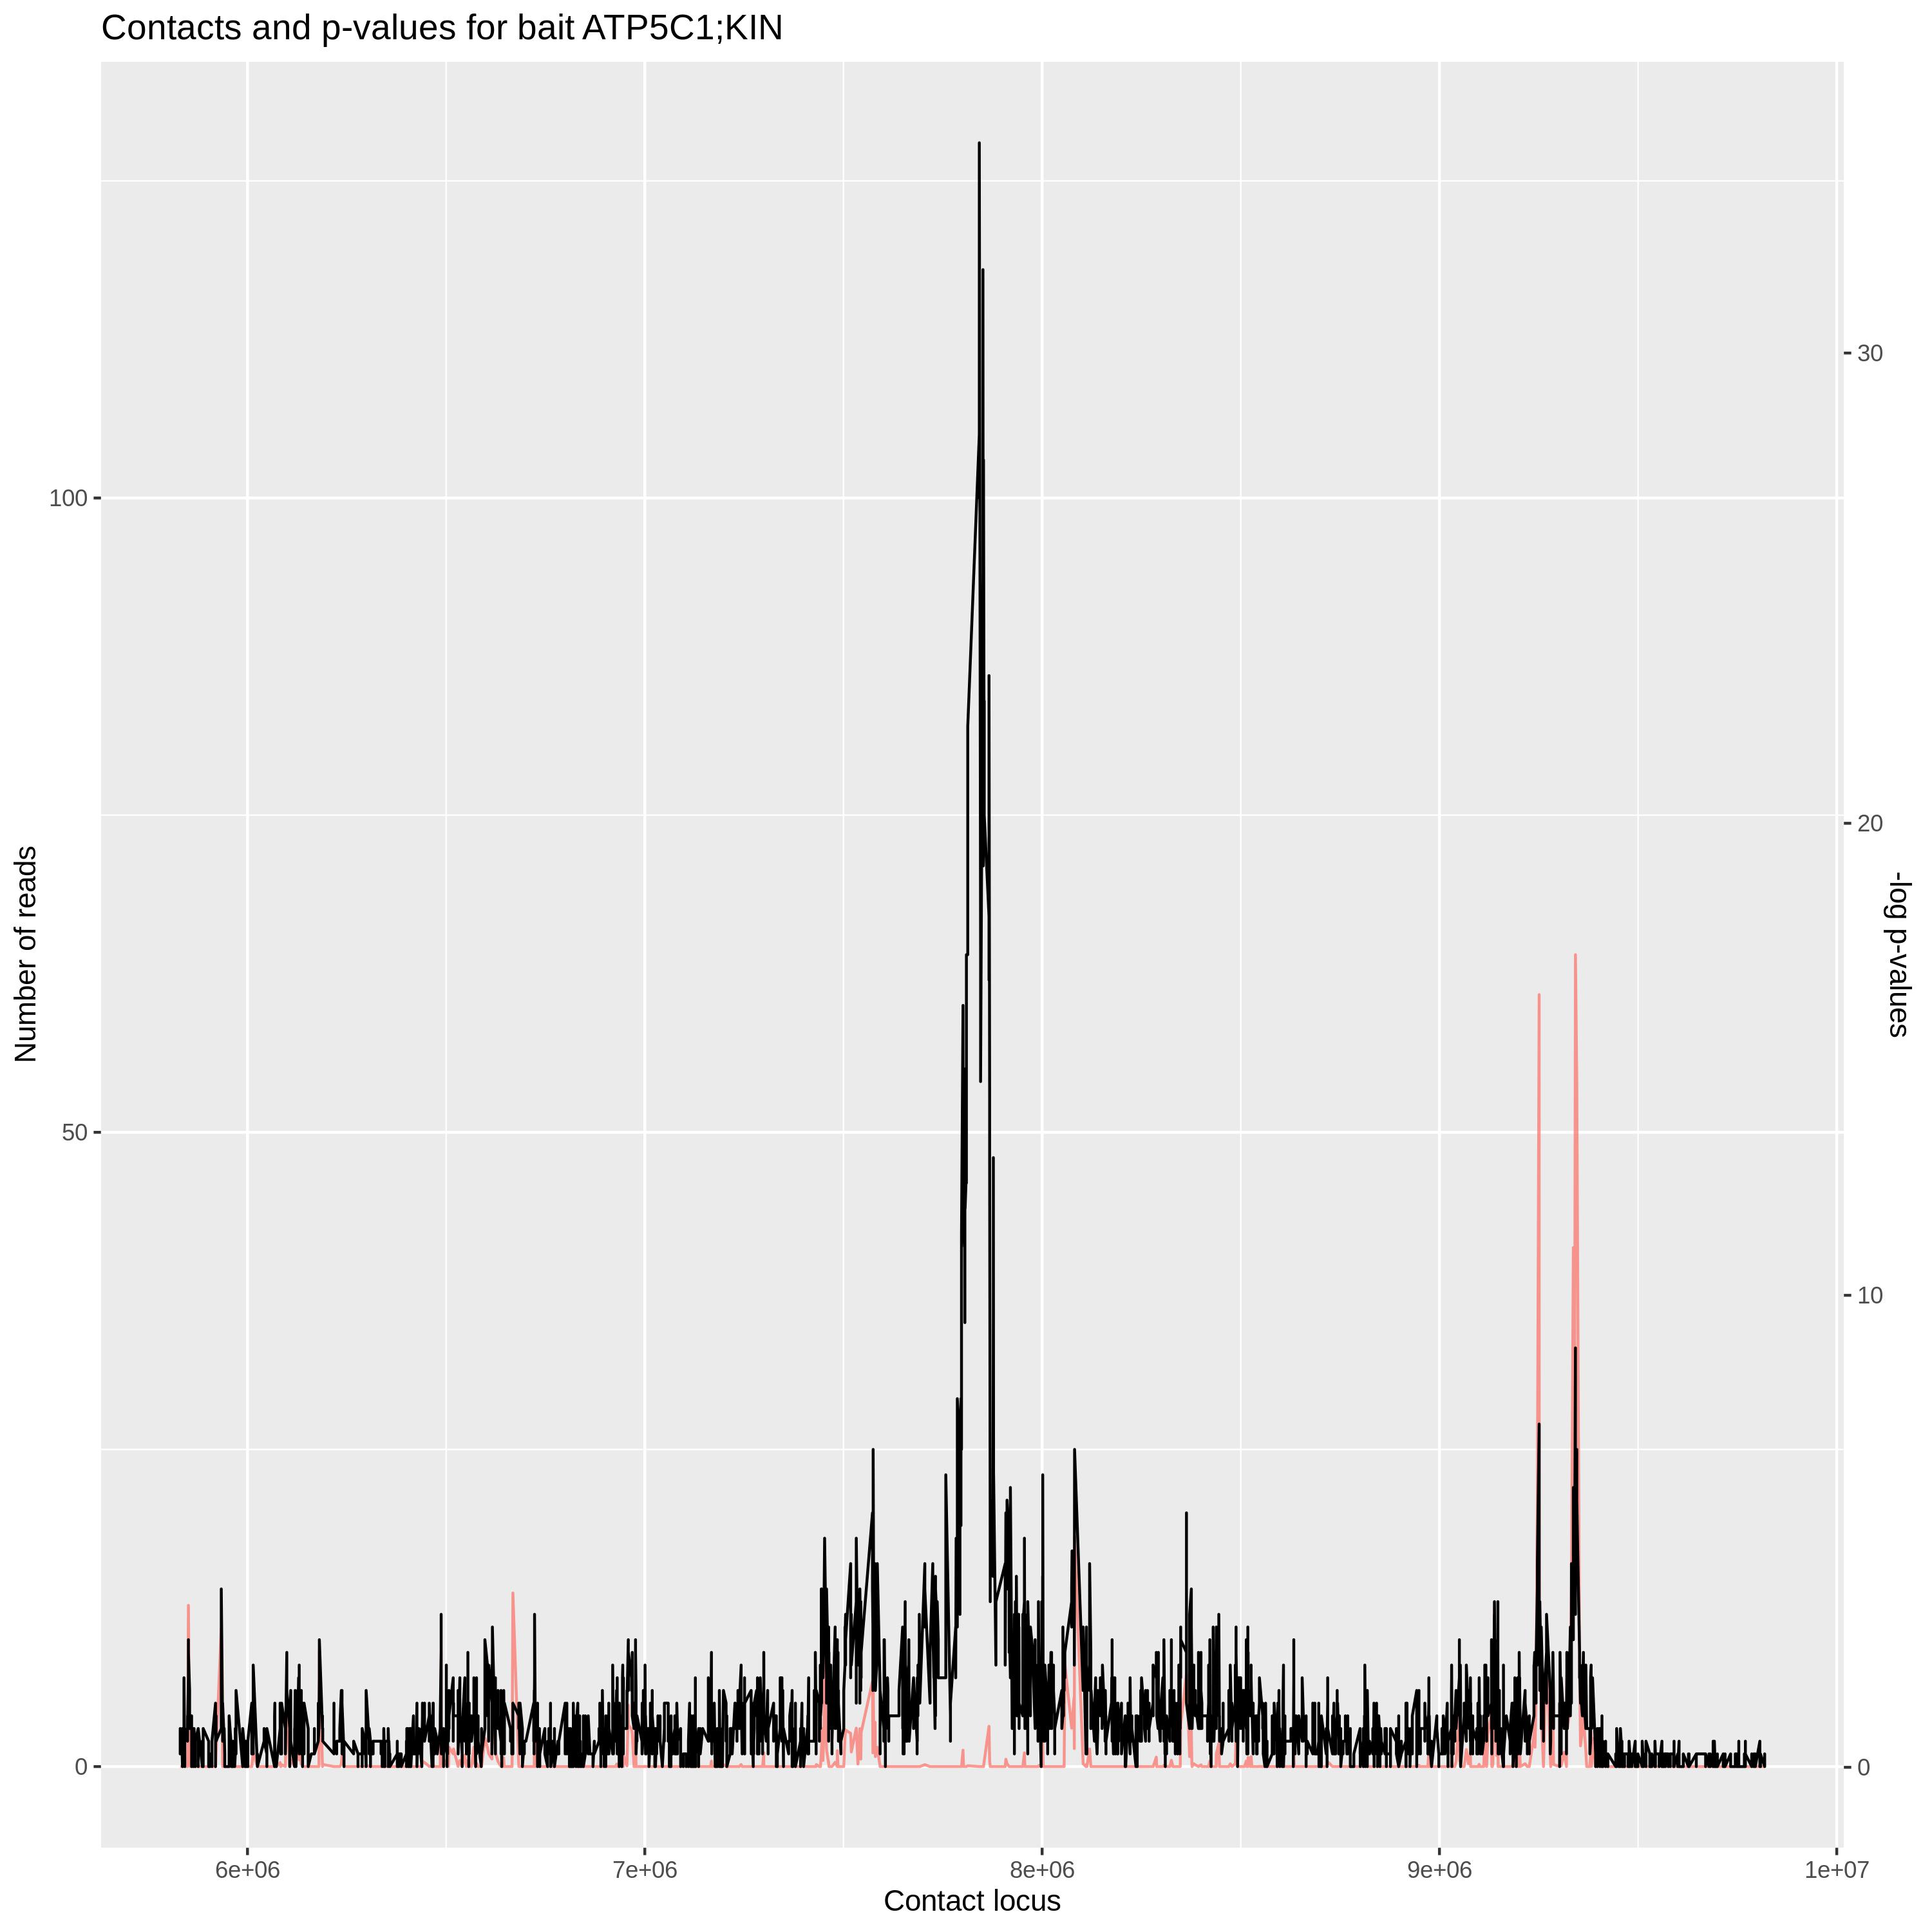 Contacts and p-values for bait ATP5C1;KIN
Number of reads
100
50
0
30
20
10
0
-log p-values
6e+06
7e+06
8e+06
9e+06
1e+07
Contact locus